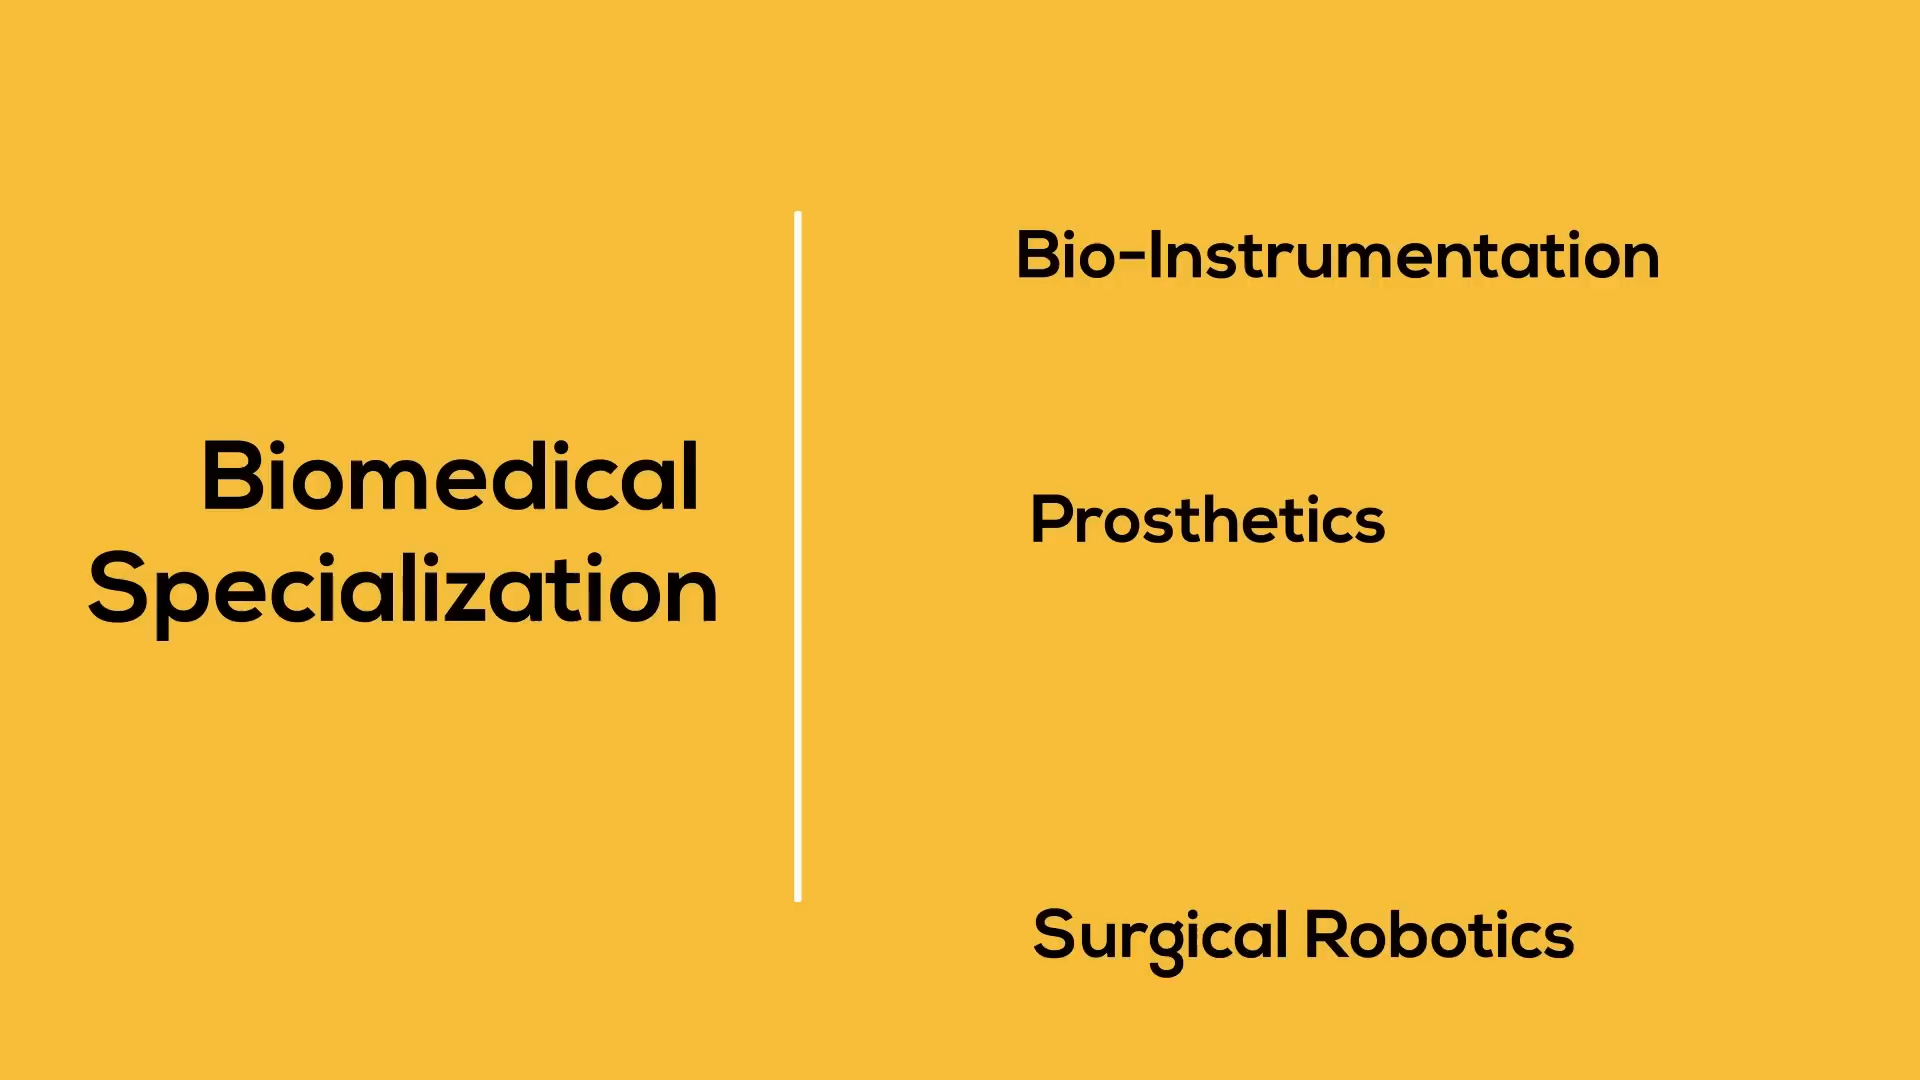 Biomedical
Specialization
Bio-Instrumentation
Prosthetics
Surgical Robotics